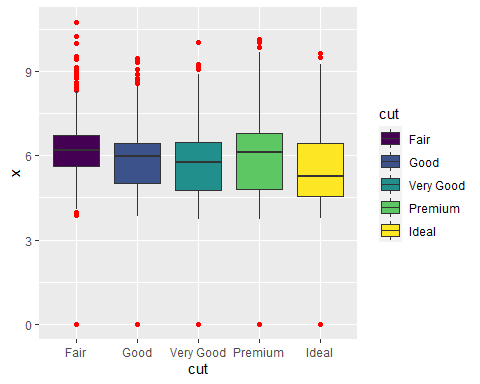 9
6
3
0
x
Fair Good Very Good Premium Ideal
cut
cut
Fair
Good
Very Good
Premium
Ideal